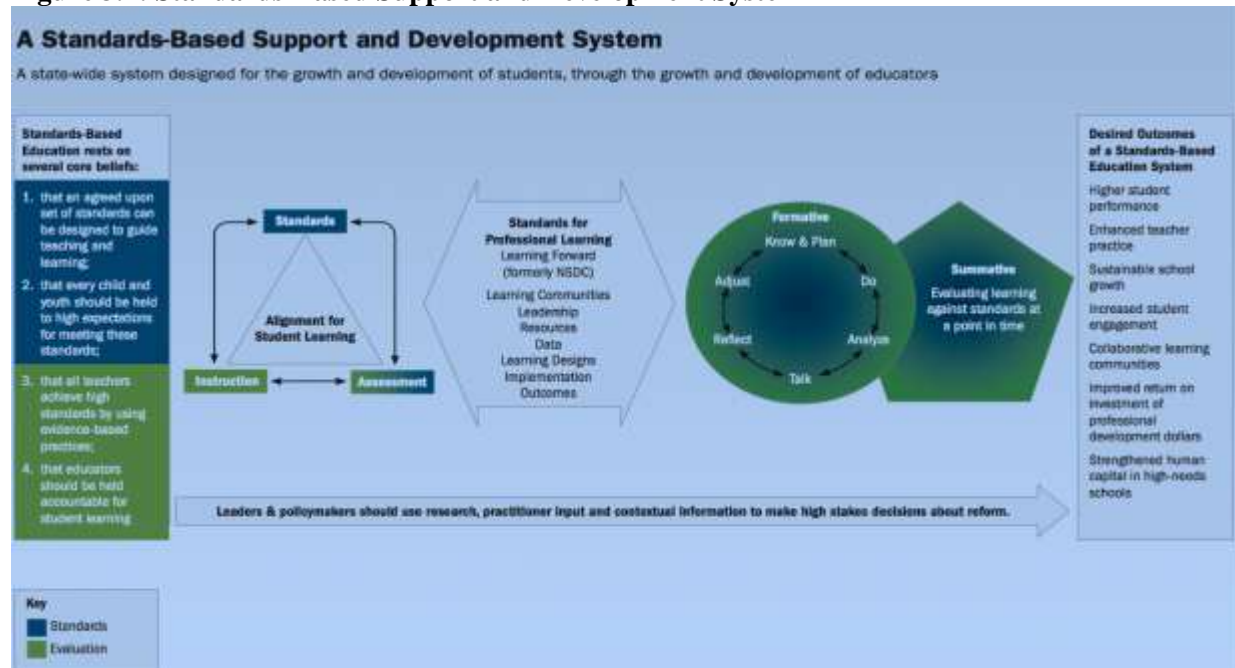 A Standards-Based Support and Development System
A state-wide system designed for the growth and development of students, through the growth and development of educators
Standards-Based
Education rests on
several core beliefs:
1. that an agreed upon
set of standards can
be designed to guide
teaching and
learning;
2. that every child and
youth should be held
to high expectations
for meeting these
standards;
3. that all teachers
achieve high
standards by using
evidence-based
practices;
4. that educators
should be held
accountable for
student learning
Standards
Alignment for
Student Learning
Instruction
Assessment
Standards for
Professional Learning
Learning Forward
(formerly NSDC)
Learning Communities
Leadership
Resources
Data
Learning Designs
Implementation
Outcomes
Formative
Know & Plan
Adjust
Do
Reflect
Analyze
Talk
Summative
Evaluating learning
against standards at
a point in time
Desired Outcomes
of a Standards-Based
Education System
Higher student
performance
Enhanced teacher
practice
Sustainable school
growth
Increased student
engagement
Collaborative learning
communities
Improved return on
investment of
professional
development dollars
Strengthened human
capital in high-needs
schools
Leaders & policymakers should use research, practitioner input and contextual information to make high stakes decisions about reform.
Key
Standards
Evaluation